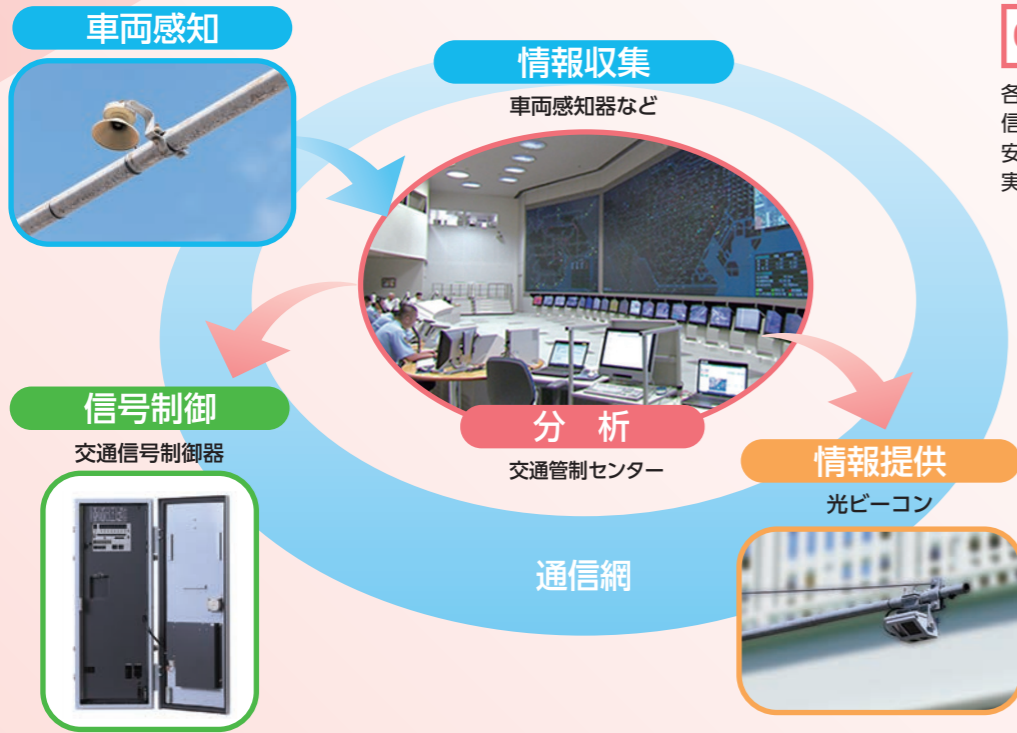 車両感知
情報収集
車両感知器など
各
信
安
実
信号制御
交通信号制御器
分 析
交通管制センター
情報提供
光ビーコン
通信網